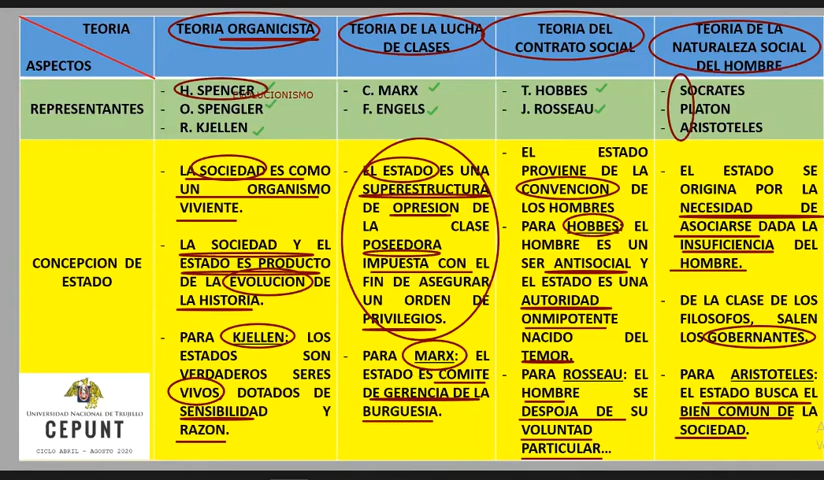 TEORIA
ASPECTOS
TEORIA ORGANICISTA
TEORIA DE LA LUCHA
DE CLASES
TEORIA DEL
CONTRATO SOCIAL
TEORIA DE LA
NATURALEZA SOCIAL
DEL HOMBRE
REPRESENTANTES
- H. SPENCER
EVOLUCIONISMO
- O. SPENGLER
- R. KJELLEN
- C. MARX
- F. ENGELS
- T. HOBBES
- J. ROSSEAU
- SOCRATES
- PLATON
- ARISTOTELES
CONCEPCION DE
ESTADO
- LA SOCIEDAD ES COMO
UN ORGANISMO
VIVIENTE.
- LA SOCIEDAD Y EL
ESTADO ES PRODUCTO
DE LA EVOLUCION DE
LA HISTORIA.
- PARA KJELLEN: LOS
ESTADOS SON
VERDADEROS SERES
VIVOS DOTADOS DE
SENSIBILIDAD Y
RAZON.
- EL ESTADO ES UNA
SUPERESTRUCTURA
DE OPRESION DE
LA CLASE
POSEEDORA
IMPUESTA CON EL
FIN DE ASEGURAR
UN ORDEN DE
PRIVILEGIOS.
- PARA MARX: EL
ESTADO ES COMITE
DE GERENCIA DE LA
BURGUESIA.
- EL ESTADO
PROVIENE DE LA
CONVENCION DE
LOS HOMBRES
- PARA HOBBES: EL
HOMBRE ES UN
SER ANTISOCIAL Y
EL ESTADO ES UNA
AUTORIDAD
ONMIPOTENTE
NACIDO DEL
TEMOR.
- PARA ROSSEAU: EL
HOMBRE SE
DESPOJA DE SU
VOLUNTAD
PARTICULAR...
- EL ESTADO SE
ORIGINA POR LA
NECESIDAD DE
ASOCIARSE DADA LA
INSUFICIENCIA DEL
HOMBRE.
- DE LA CLASE DE LOS
FILOSOFOS, SALEN
LOS GOBERNANTES.
- PARA ARISTOTELES:
EL ESTADO BUSCA EL
BIEN COMUN DE LA
SOCIEDAD.
UNIVERSIDAD NACIONAL DE TRUJILLO
CEPUNT
CICLO ABRIL - AGOSTO 2020